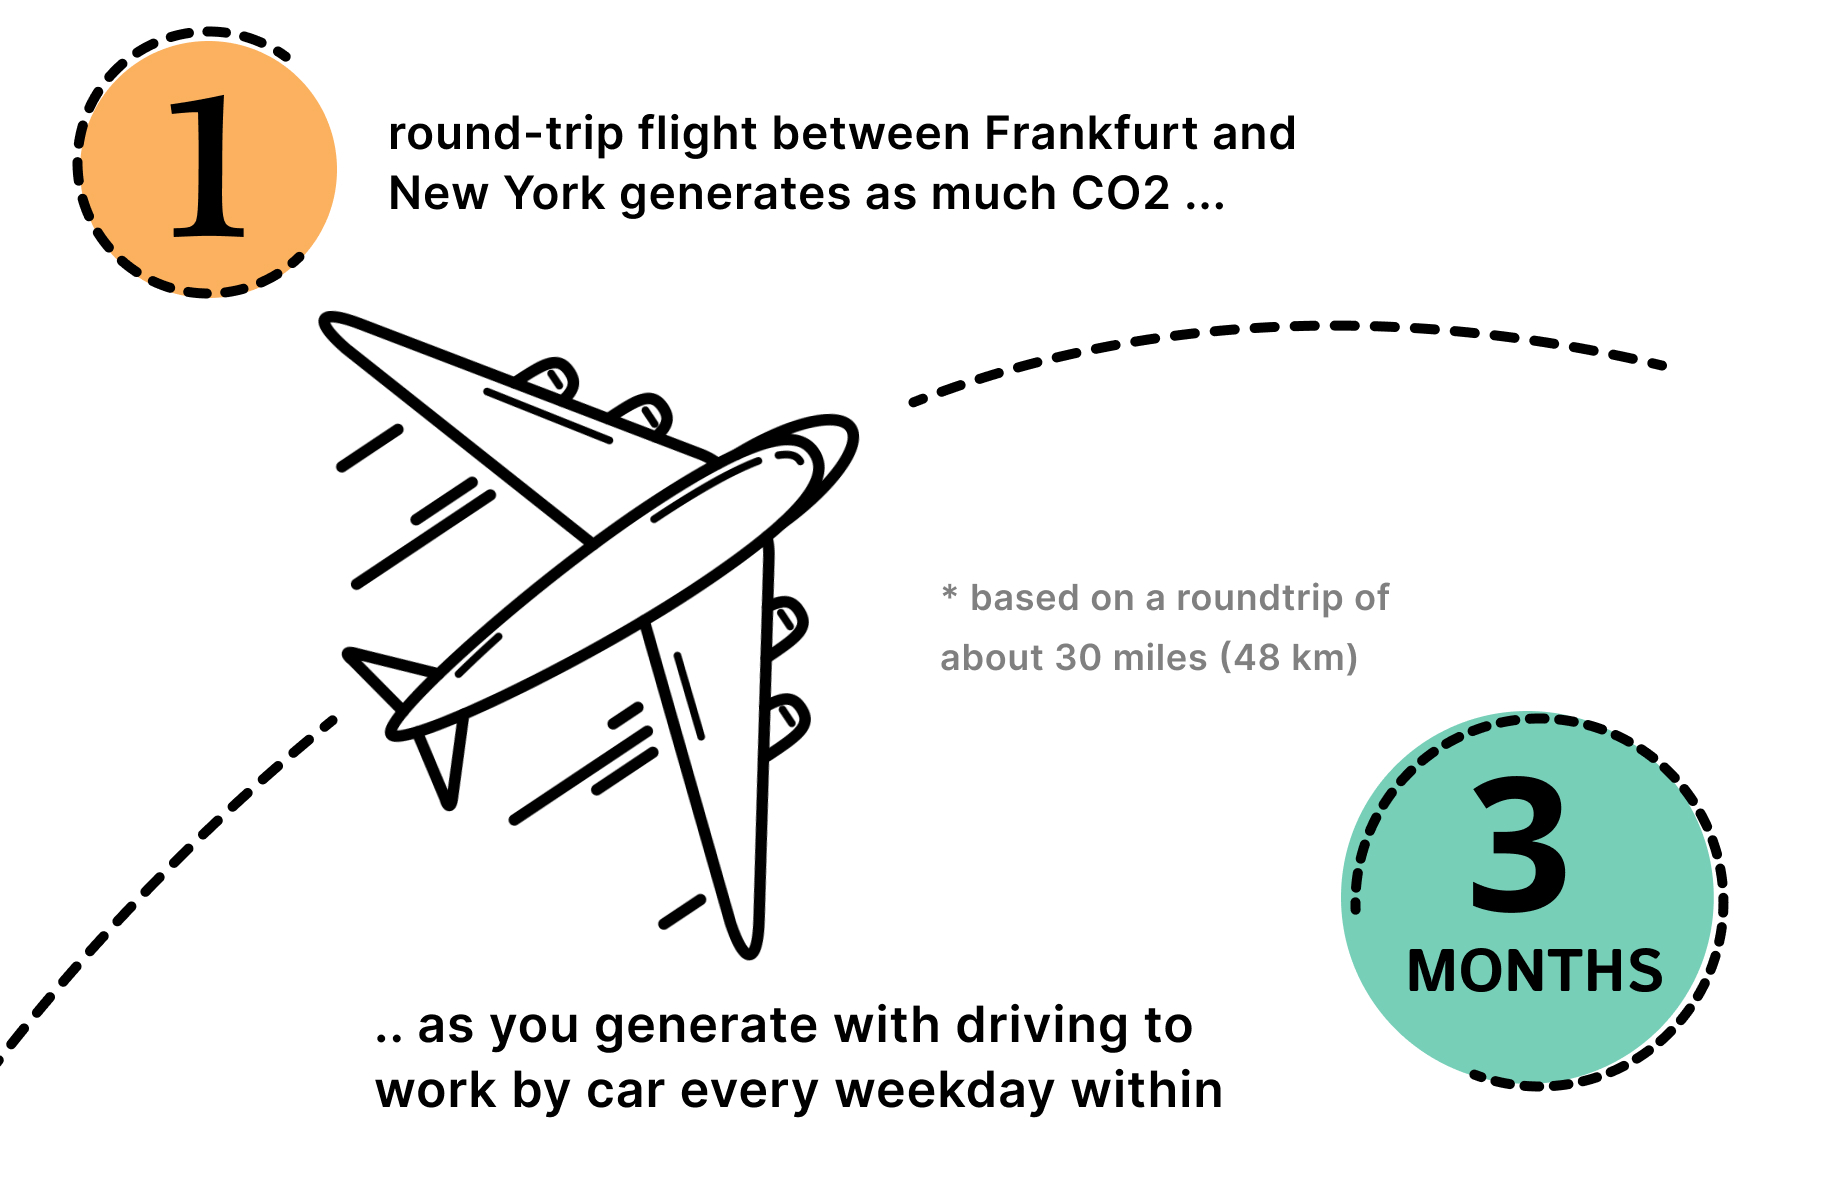 1
round-trip flight between Frankfurt and
New York generates as much CO2 ...
* based on a roundtrip of
about 30 miles (48 km)
.. as you generate with driving to
work by car every weekday within
3
MONTHS